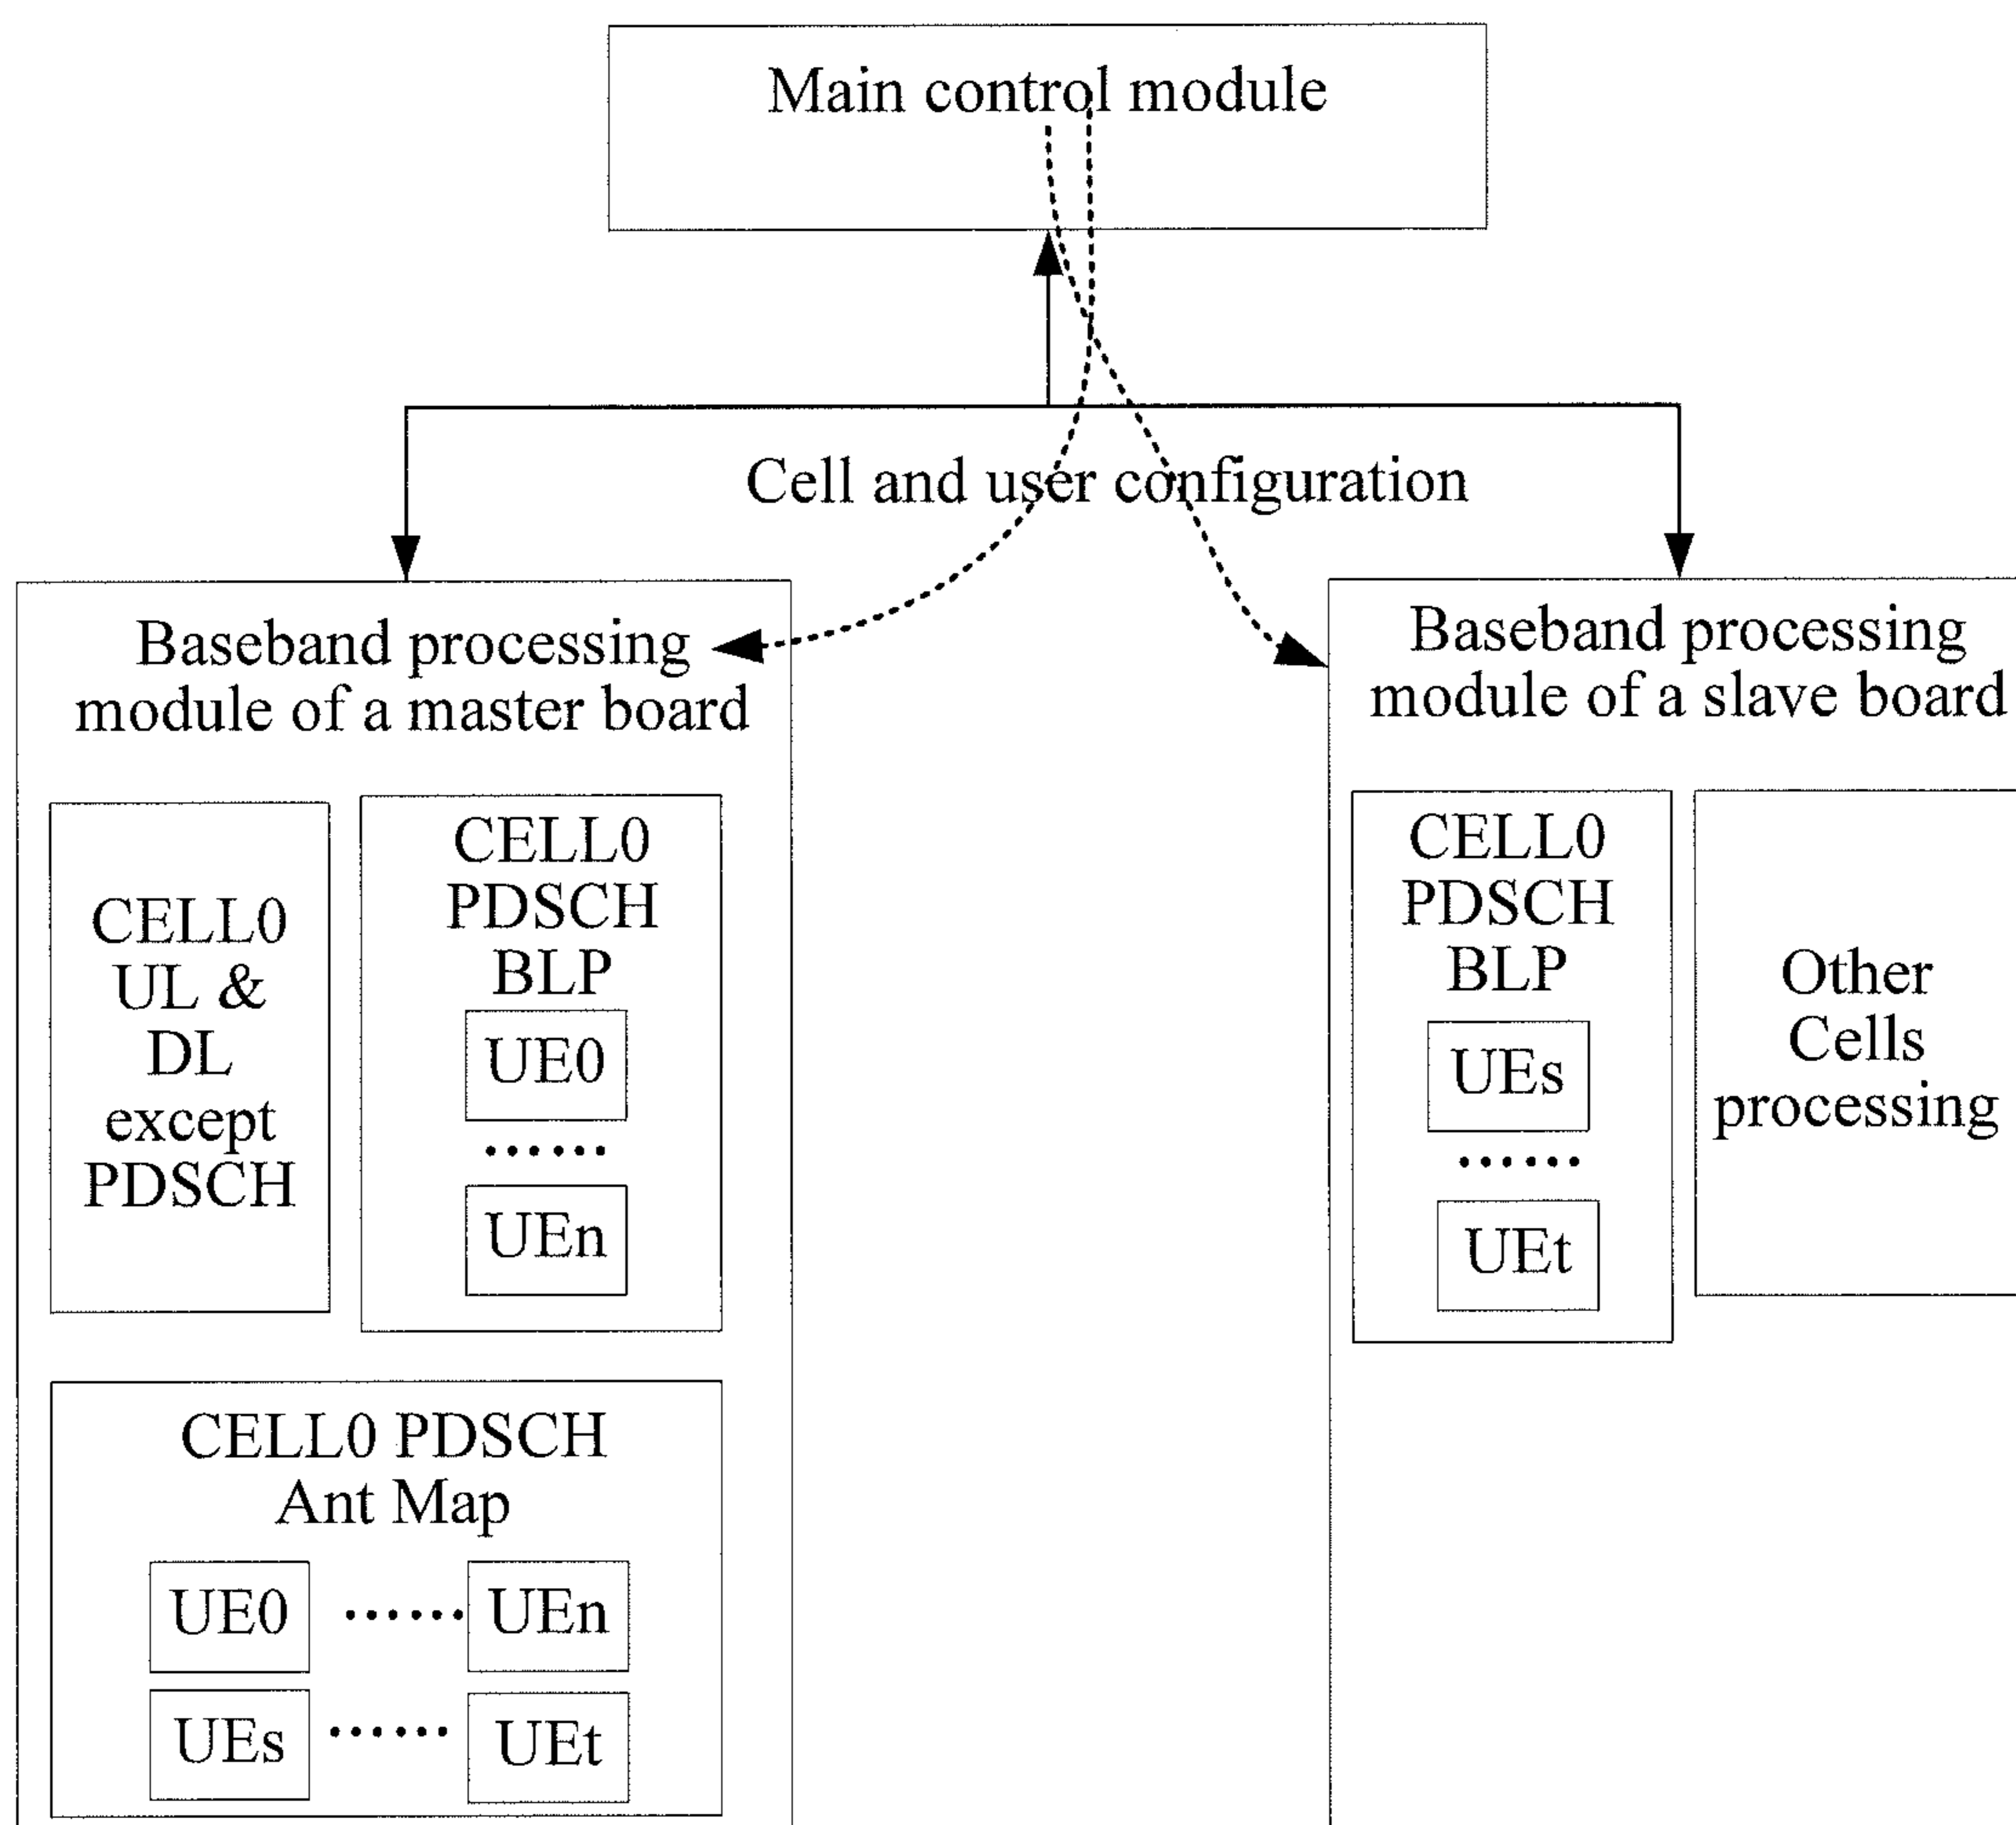 Main control module
Cell and user configuration
Baseband processing
module of a master board
CELL0
UL &
DL
except
PDSCH
CELL0
PDSCH
BLP
UE0
......
UEn
CELL0 PDSCH
Ant Map
UE0 ...... UEn
UEs ...... UEt
Baseband processing
module of a slave board
CELL0
PDSCH
BLP
UEs
......
UEt
Other
Cells
processing